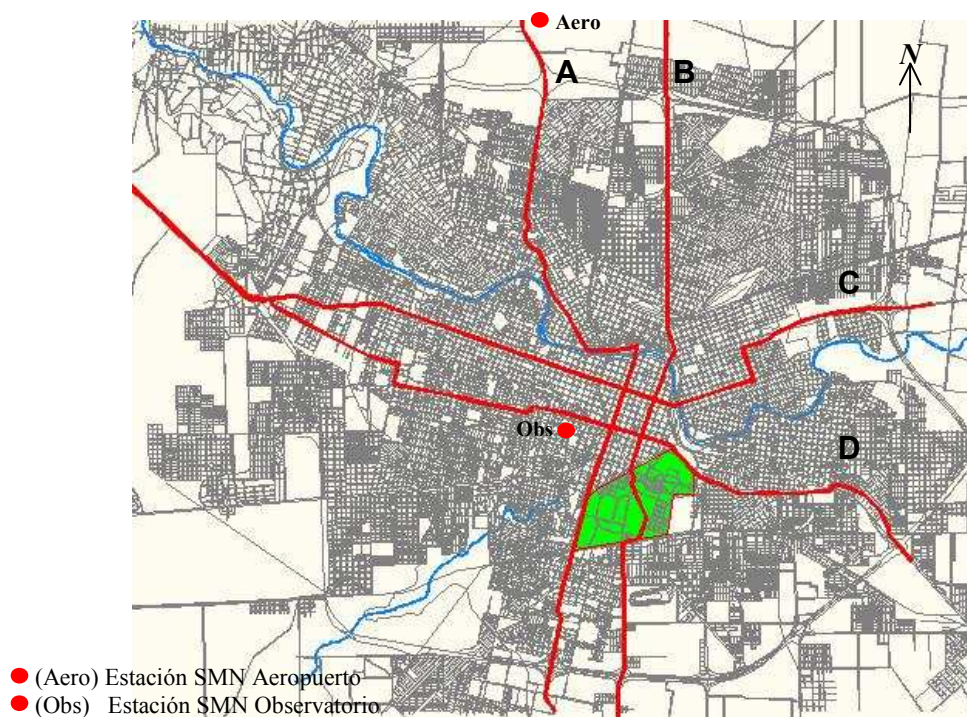 Aero
A
B
N
C
Obs
D
(Aero) Estación SMN Aeropuerto
(Obs) Estación SMN Observatorio